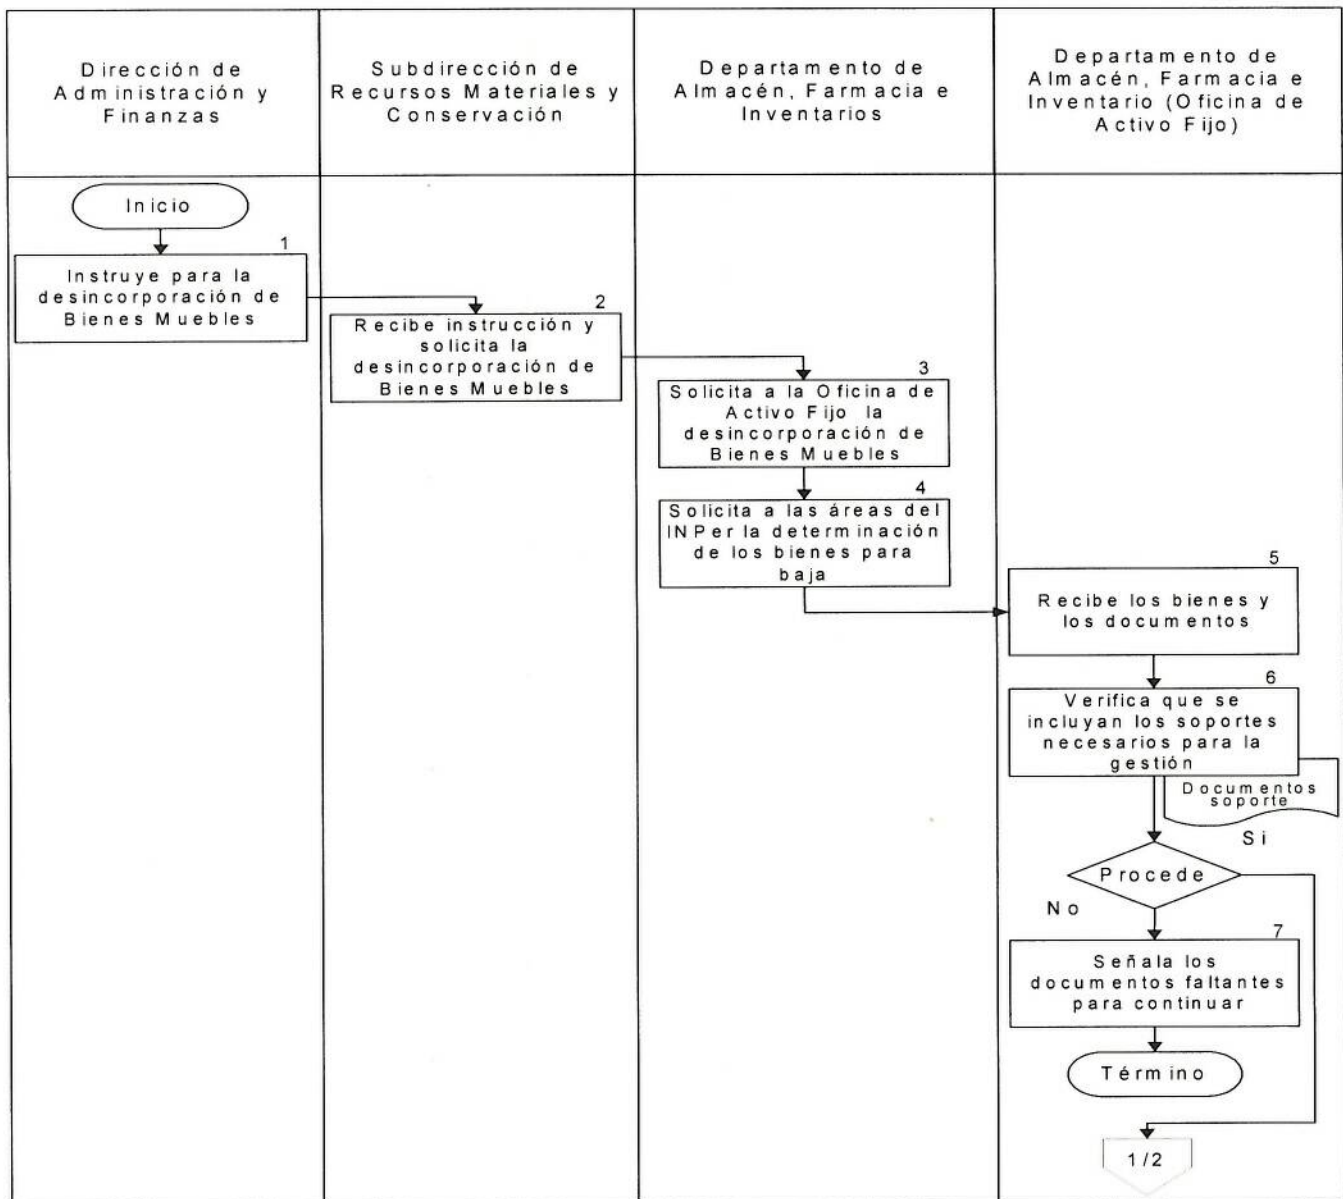 Dirección de
Administración y
Finanzas
Subdirección de
Recursos Materiales y
Conservación
Departamento de
Almacén, Farmacia e
Inventarios
Departamento de
Almacén, Farmacia e
Inventario (Oficina de
Activo Fijo)
Inicio
1
Instruye para la
desincorporación de
Bienes Muebles
2
Recibe instrucción y
solicita la
desincorporación de
Bienes Muebles
3
Solicita a la Oficina de
Activo Fijo la
desincorporación de
Bienes Muebles
4
Solicita a las áreas del
INPer la determinación
de los bienes para
baja
5
Recibe los bienes y
los documentos
6
Verifica que se
incluyan los soportes
necesarios para la
gestión
Documentos
soporte
Si
Procede
No
7
Señala los
documentos faltantes
para continuar
Término
1/2